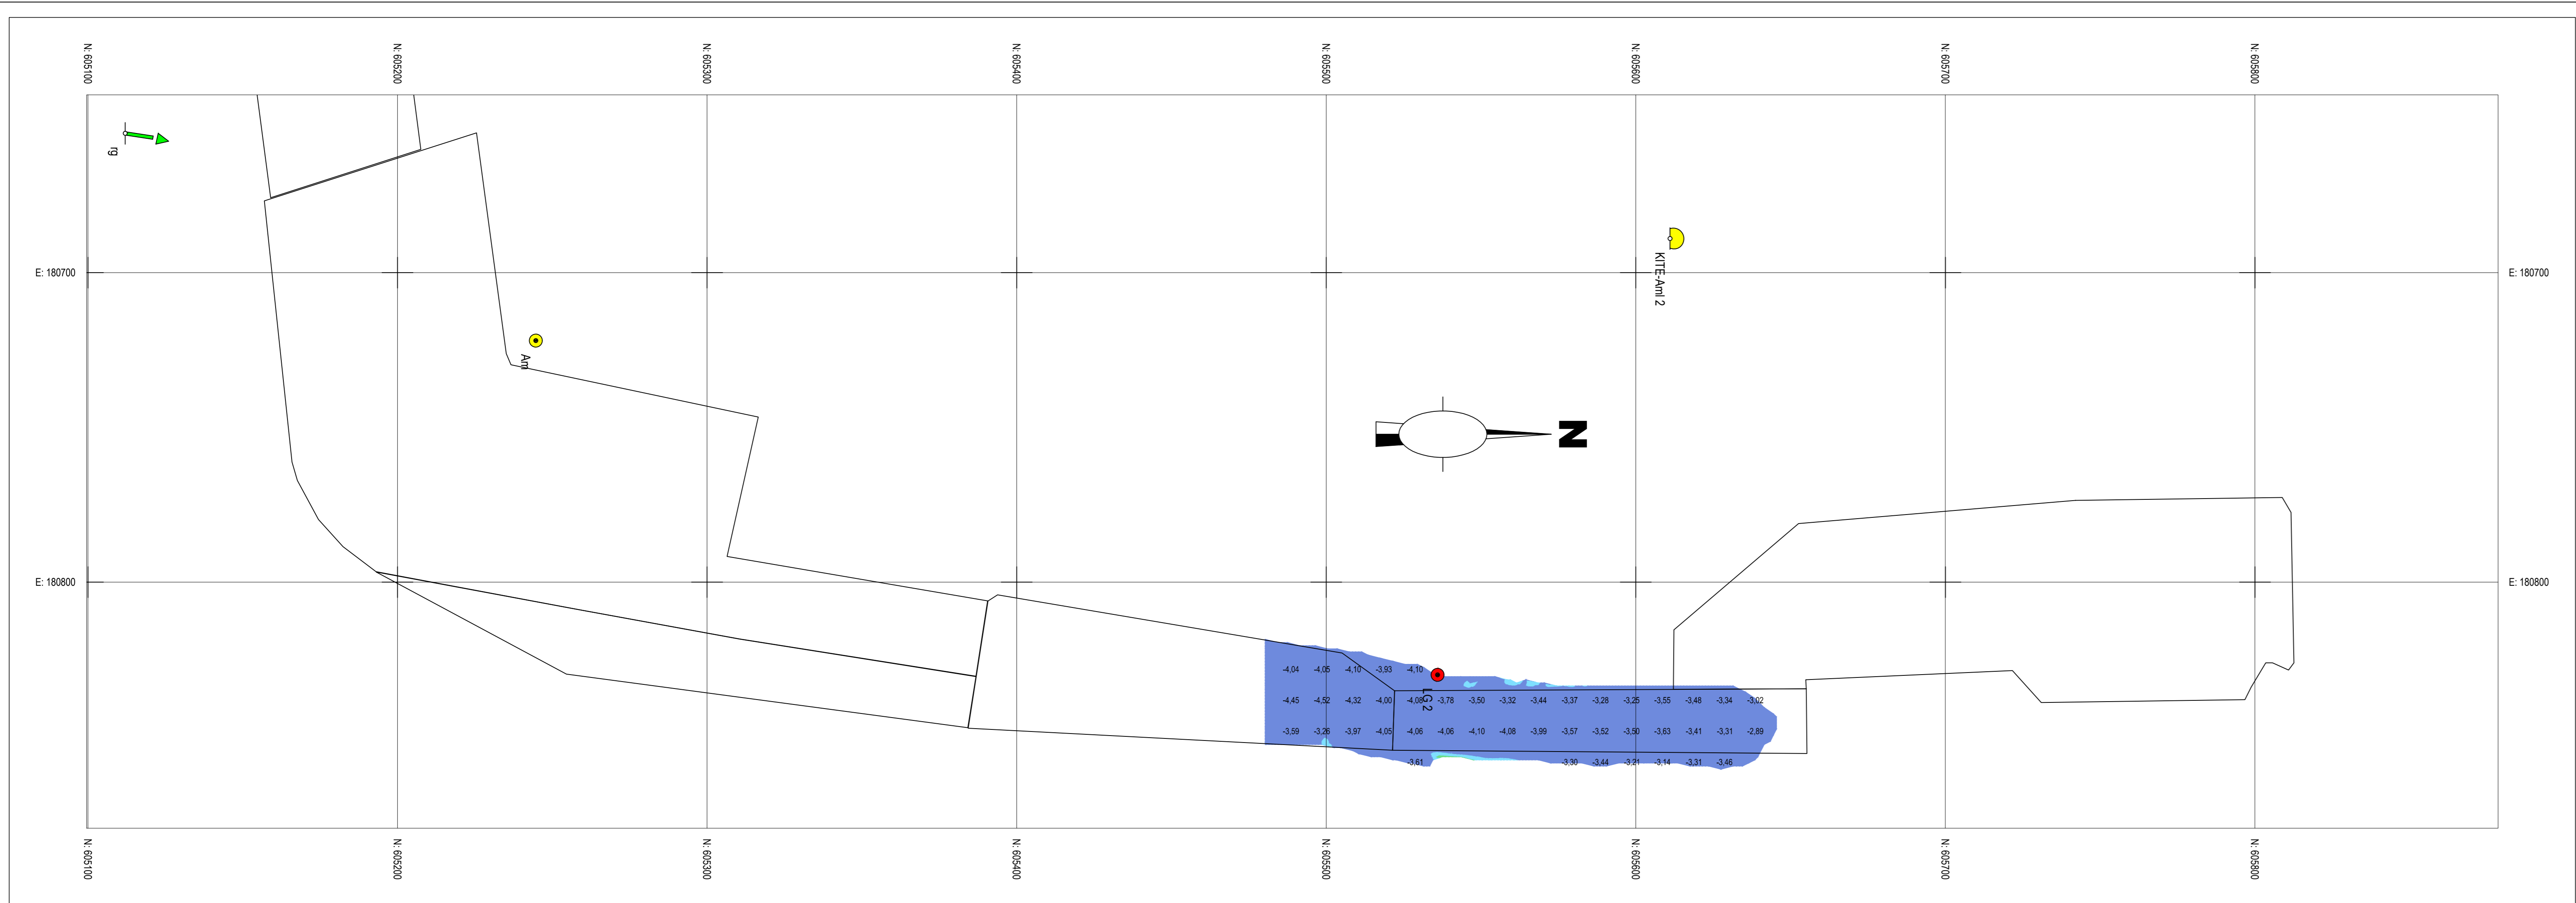 N: 605100 N: 605200 N: 605300 N: 605400 N: 605500 N: 605600 N: 605700 N: 605800
rg
KITE-Aml 2
E: 180700 E: 180700
Am
N
E: 180800 E: 180800
-4,04 -4,05 -4,10 -3,93 -4,10
LG 2
-4,45 -4,52 -4,32 -4,00 -4,08 -3,78 -3,50 -3,32 -3,44 -3,37 -3,28 -3,25 -3,55 -3,48 -3,34 -3,02
-3,59 -3,26 -3,97 -4,05 -4,06 -4,06 -4,10 -4,08 -3,99 -3,57 -3,52 -3,50 -3,63 -3,41 -3,31 -2,89
-3,61 -3,30 -3,44 -3,21 -3,14 -3,31 -3,46
N: 605100 N: 605200 N: 605300 N: 605400 N: 605500 N: 605600 N: 605700 N: 605800